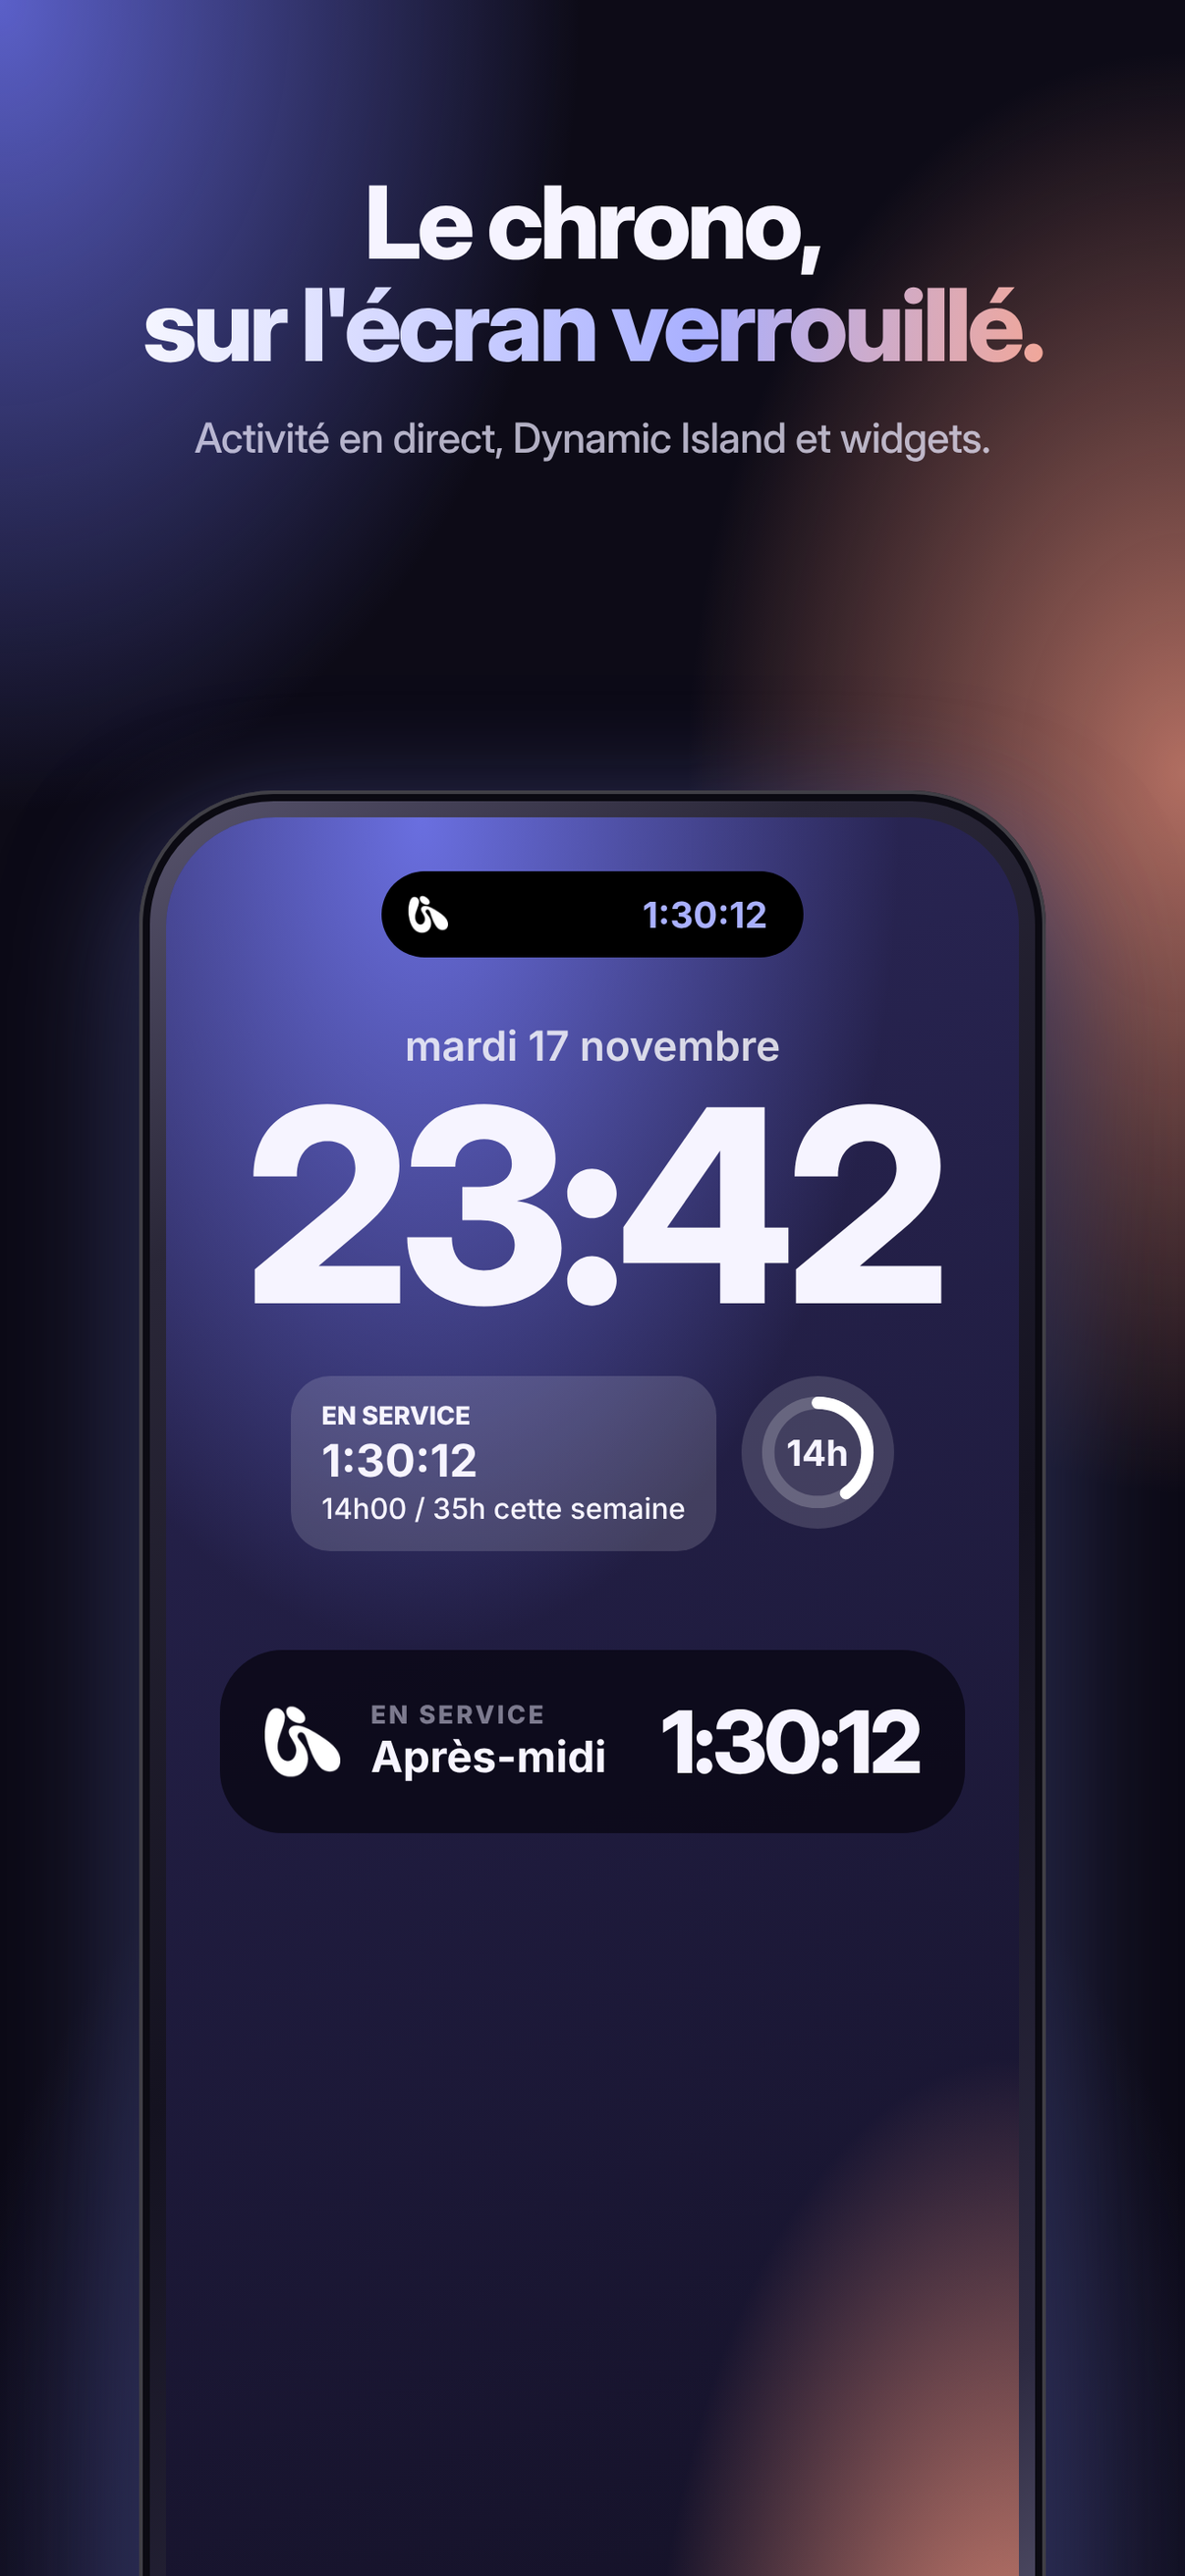 Le chrono,
sur l'écran verrouillé.
Activité en direct, Dynamic Island et widgets.
1:30:12
mardi 17 novembre
23:42
EN SERVICE
1:30:12
14h00 / 35h cette semaine
14h
EN SERVICE
Après-midi
1:30:12